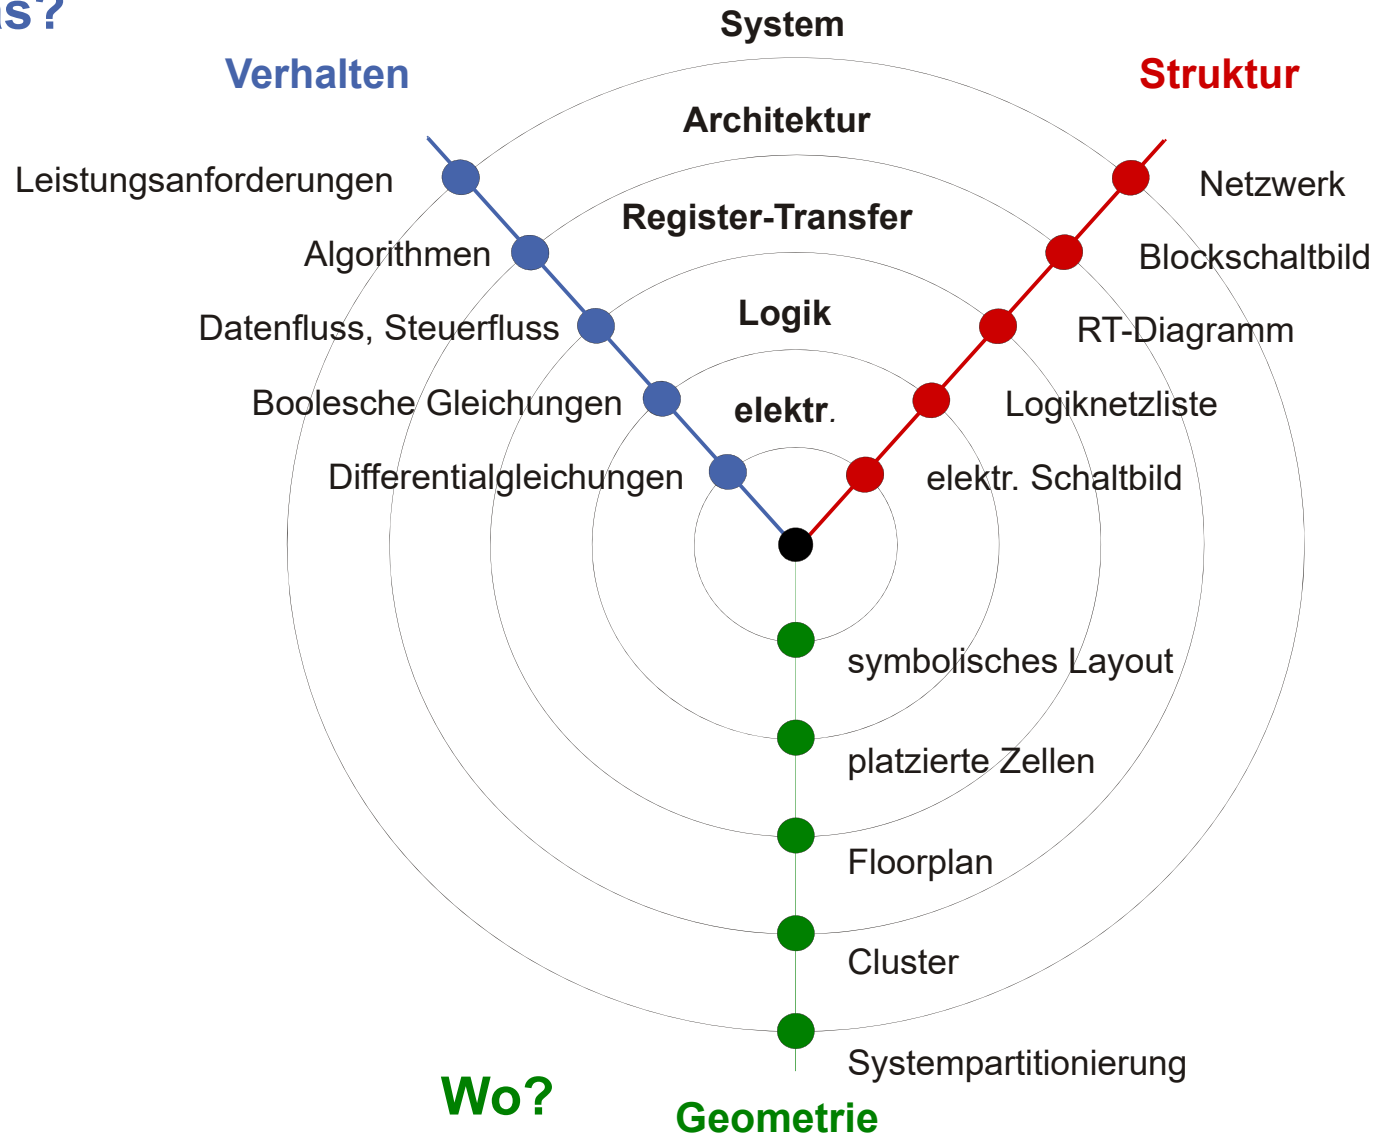 System
Verhalten
Struktur
Architektur
Leistungsanforderungen
Netzwerk
Register-Transfer
Algorithmen
Blockschaltbild
Logik
Datenfluss, Steuerfluss
RT-Diagramm
Boolesche Gleichungen
elektr.
Logiknetzliste
Differentialgleichungen
elektr. Schaltbild
symbolisches Layout
platzierte Zellen
Floorplan
Cluster
Systempartitionierung
Wo?
Geometrie